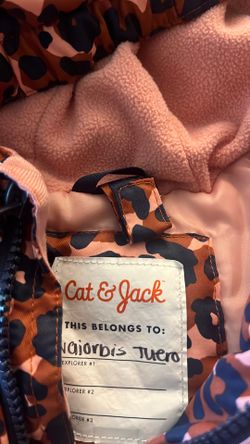 Cat & Jack
THIS BELONGS TO:
Tuero
EXPLORER #1
EXPLORER #2
EXPLORER #3